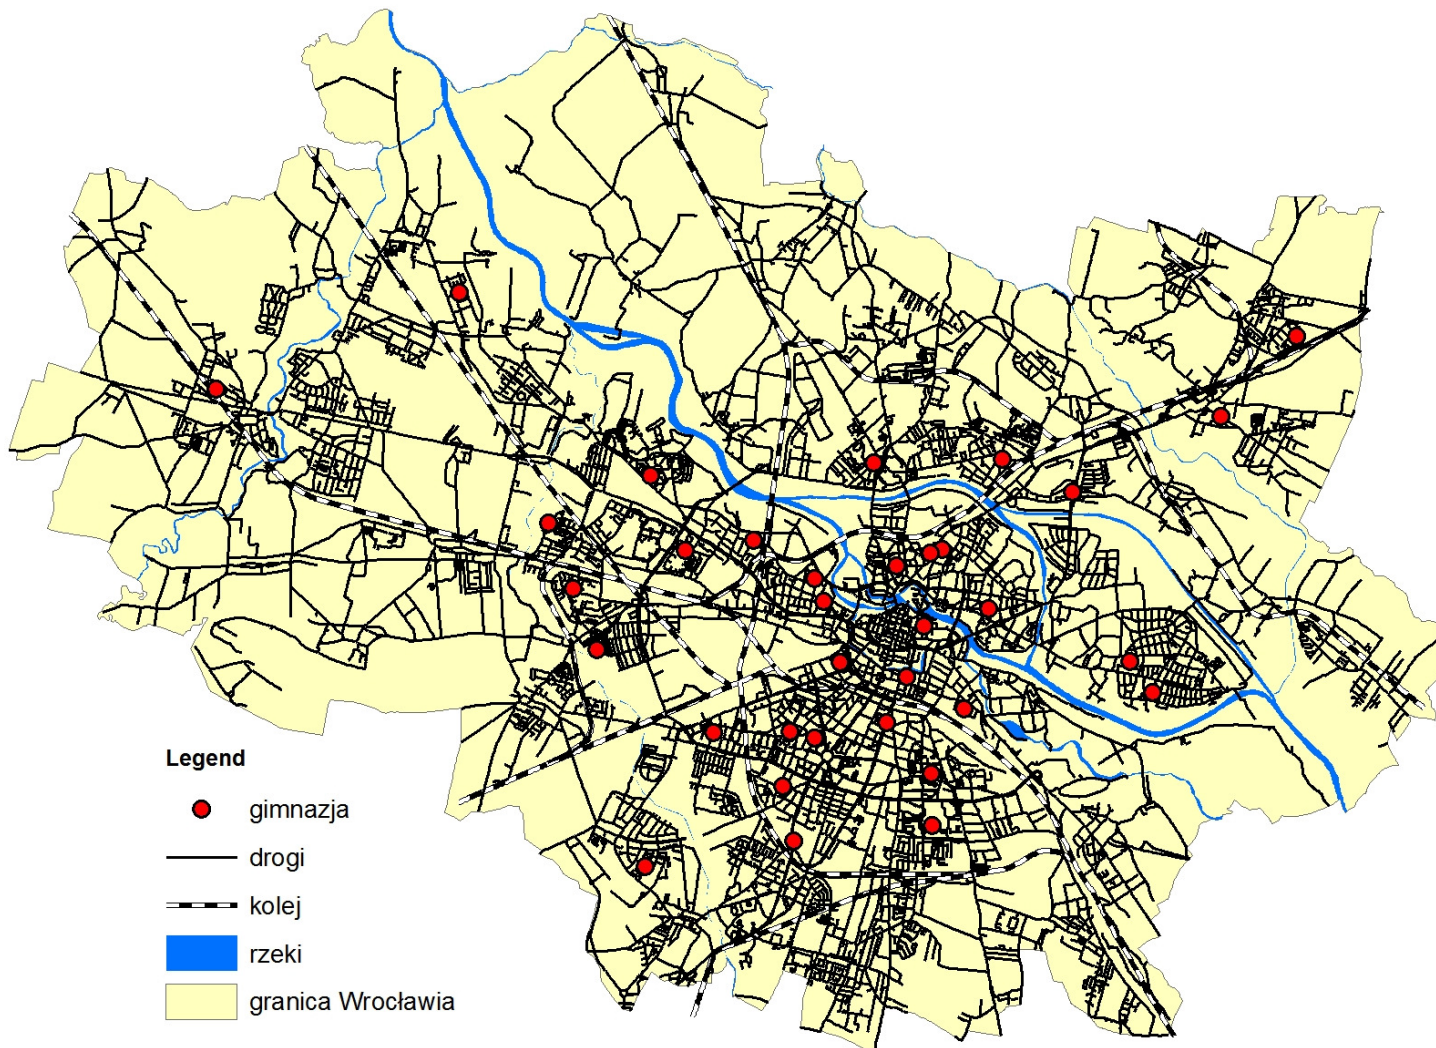 Legend
gimnazja
drogi
kolej
rzeki
granica Wrocławia